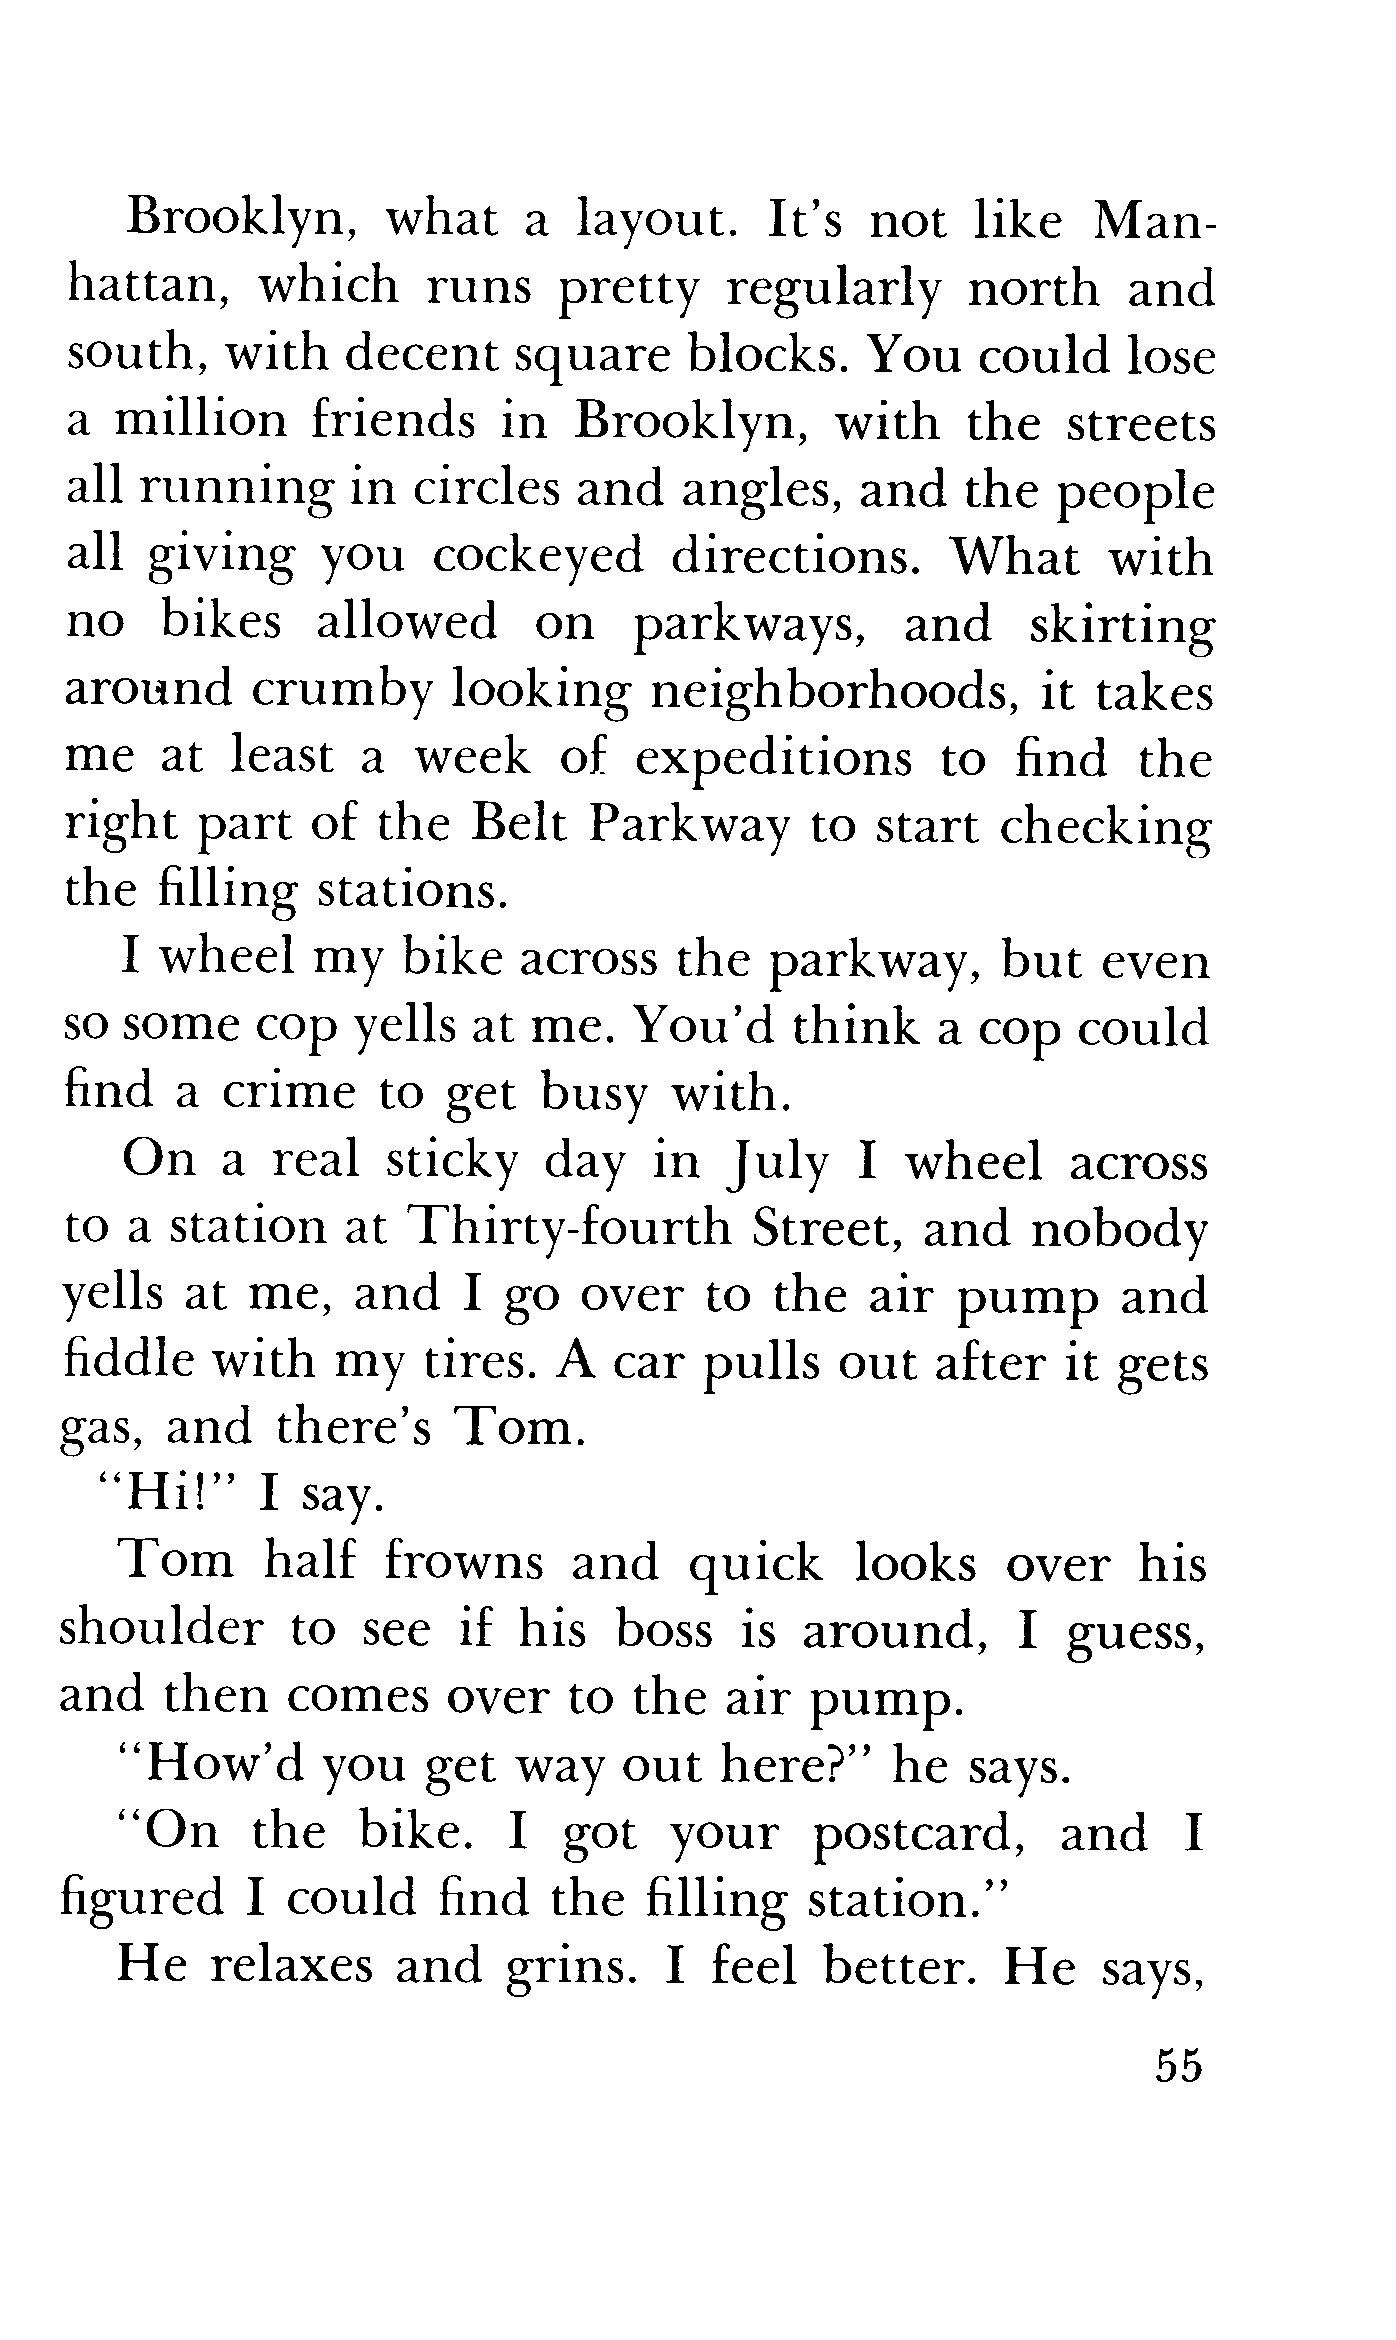 Brooklyn, what a layout. It's not like Man-
hattan, which runs pretty regularly north and
south, with decent square blocks. You could lose
a million friends in Brooklyn, with the streets
all running in circles and angles, and the people
all giving you cockeyed directions. What with
no bikes allowed on parkways, and skirting
around crumby looking neighborhoods, it takes
me at least a week of expeditions to find the
right part of the Belt Parkway to start checking
the filling stations.
I wheel my bike across the parkway, but even
so some cop yells at me. You'd think a cop could
find a crime to get busy with.
On a real sticky day in July I wheel across
to a station at Thirty-fourth Street, and nobody
yells at me, and I go over to the air pump and
fiddle with my tires. A car pulls out after it gets
gas, and there's Tom.
“Hi!” I say.
Tom half frowns and quick looks over his
shoulder to see if his boss is around, I guess,
and then comes over to the air pump.
“How'd you get way out here?” he says.
“On the bike. I got your postcard, and I
figured I could find the filling station.”
He relaxes and grins. I feel better. He says,
55